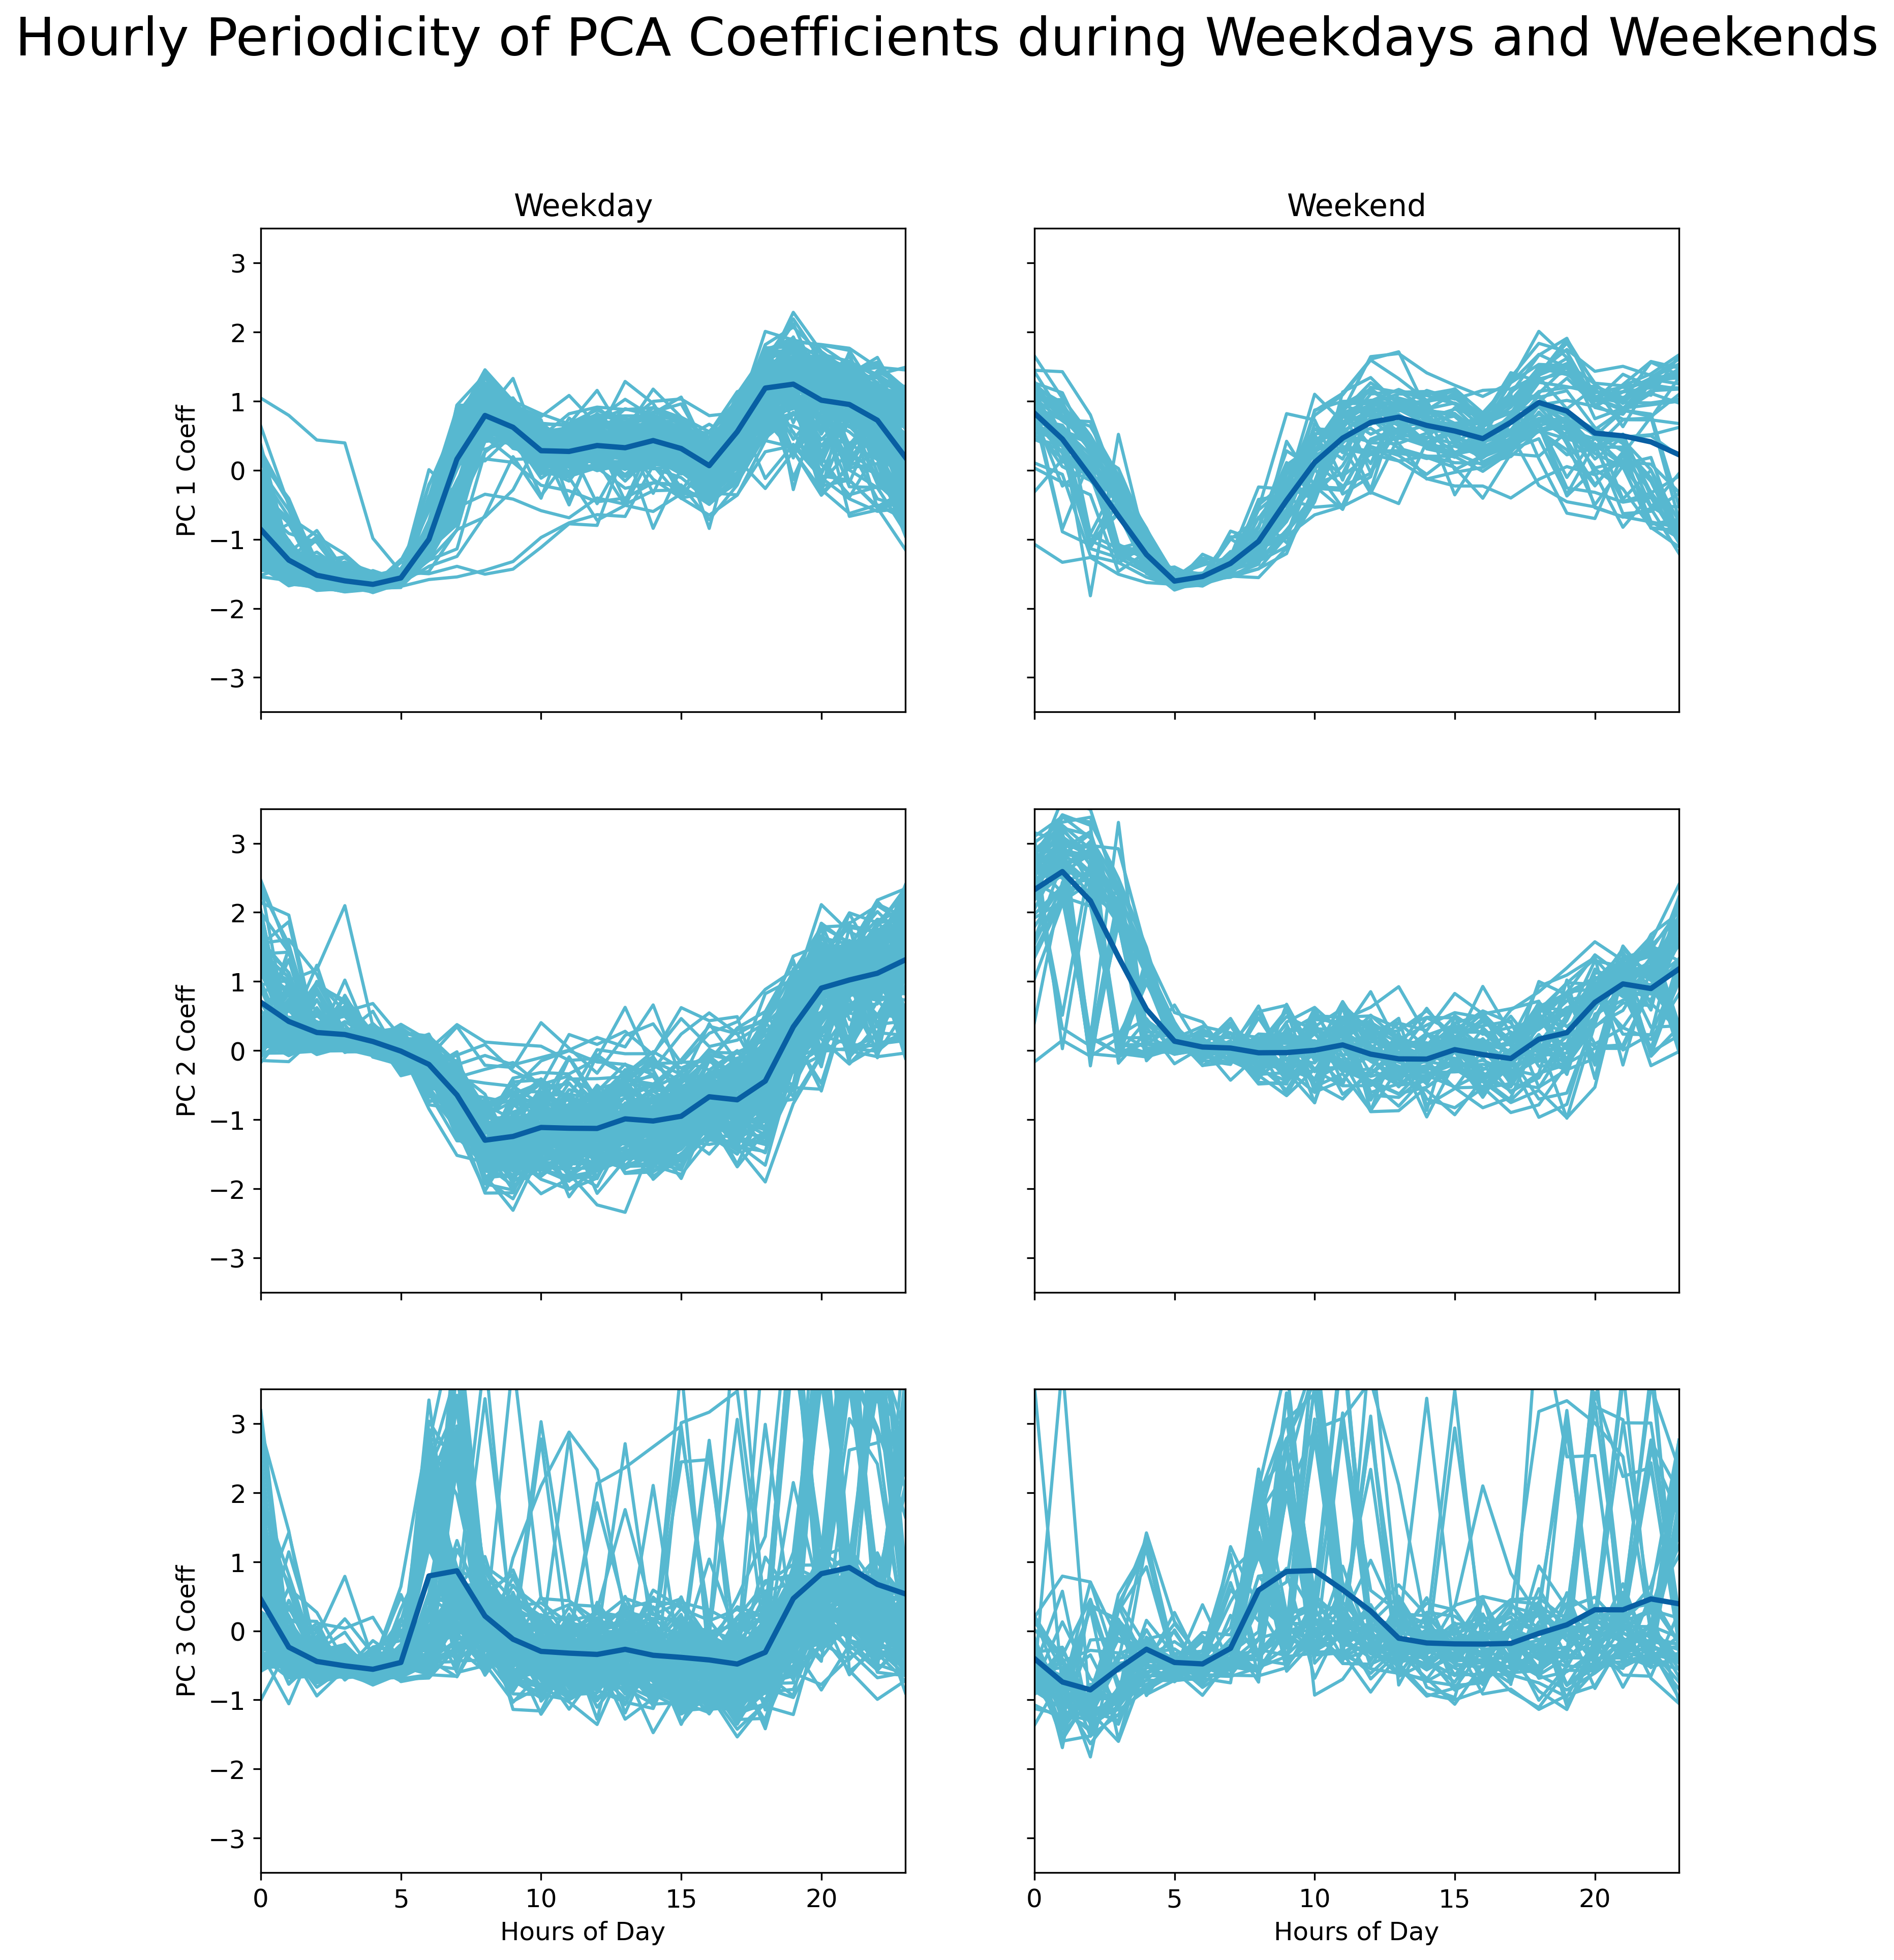 Hourly Periodicity of PCA Coefficients during Weekdays and Weekends
Weekday
Weekend
3
2
1
0
−1
−2
−3
PC 1 Coeff
3
2
1
0
−1
−2
−3
PC 2 Coeff
3
2
1
0
−1
−2
−3
PC 3 Coeff
0 5 10 15 20
Hours of Day
0 5 10 15 20
Hours of Day